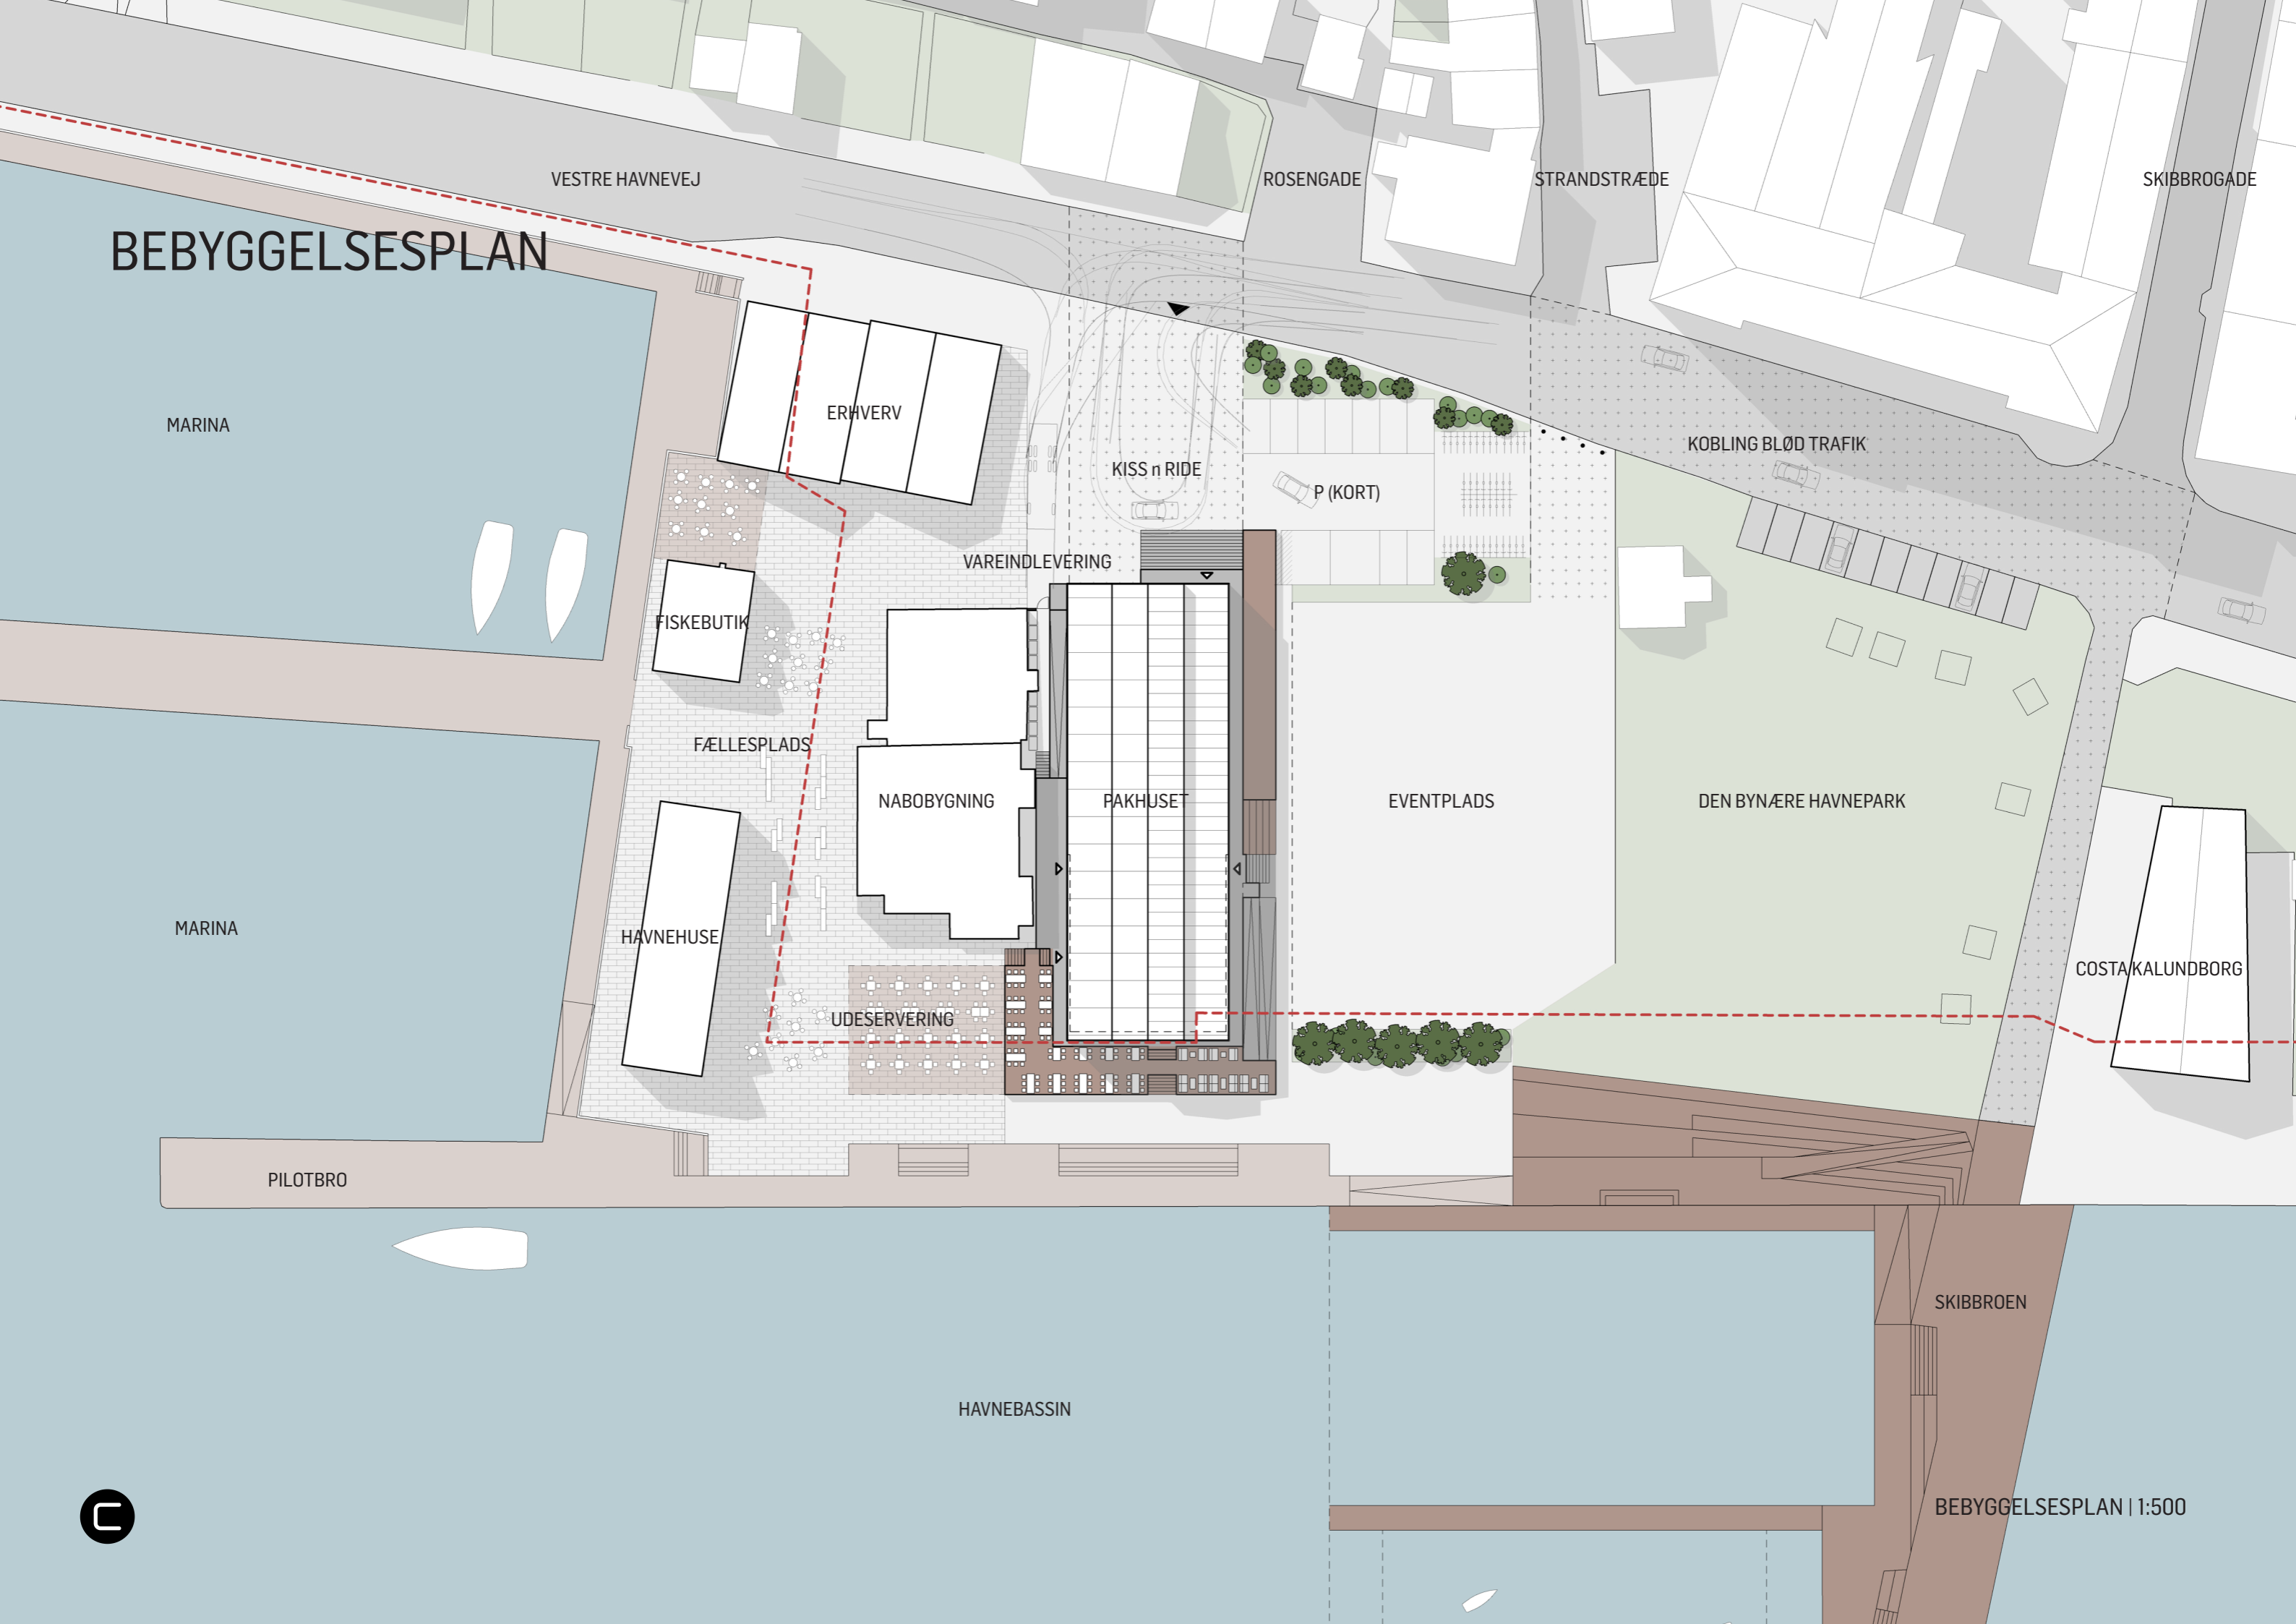 VESTRE HAVNEVEJ
ROSENGADE
STRANDSTRÆDE
SKIBBROGADE
BEBYGGELSESPLAN
MARINA
ERHVERV
KISS n RIDE
P (KORT)
KOBLING BLØD TRAFIK
VAREINDLEVERING
FISKEBUTIK
FÆLLESPLADS
NABOBYGNING
PAKHUSET
EVENTPLADS
DEN BYNÆRE HAVNEPARK
MARINA
HAVNEHUSE
COSTA KALUNDBORG
UDESERVERING
PILOTBRO
SKIBBROEN
HAVNEBASSIN
BEBYGGELSESPLAN | 1:500